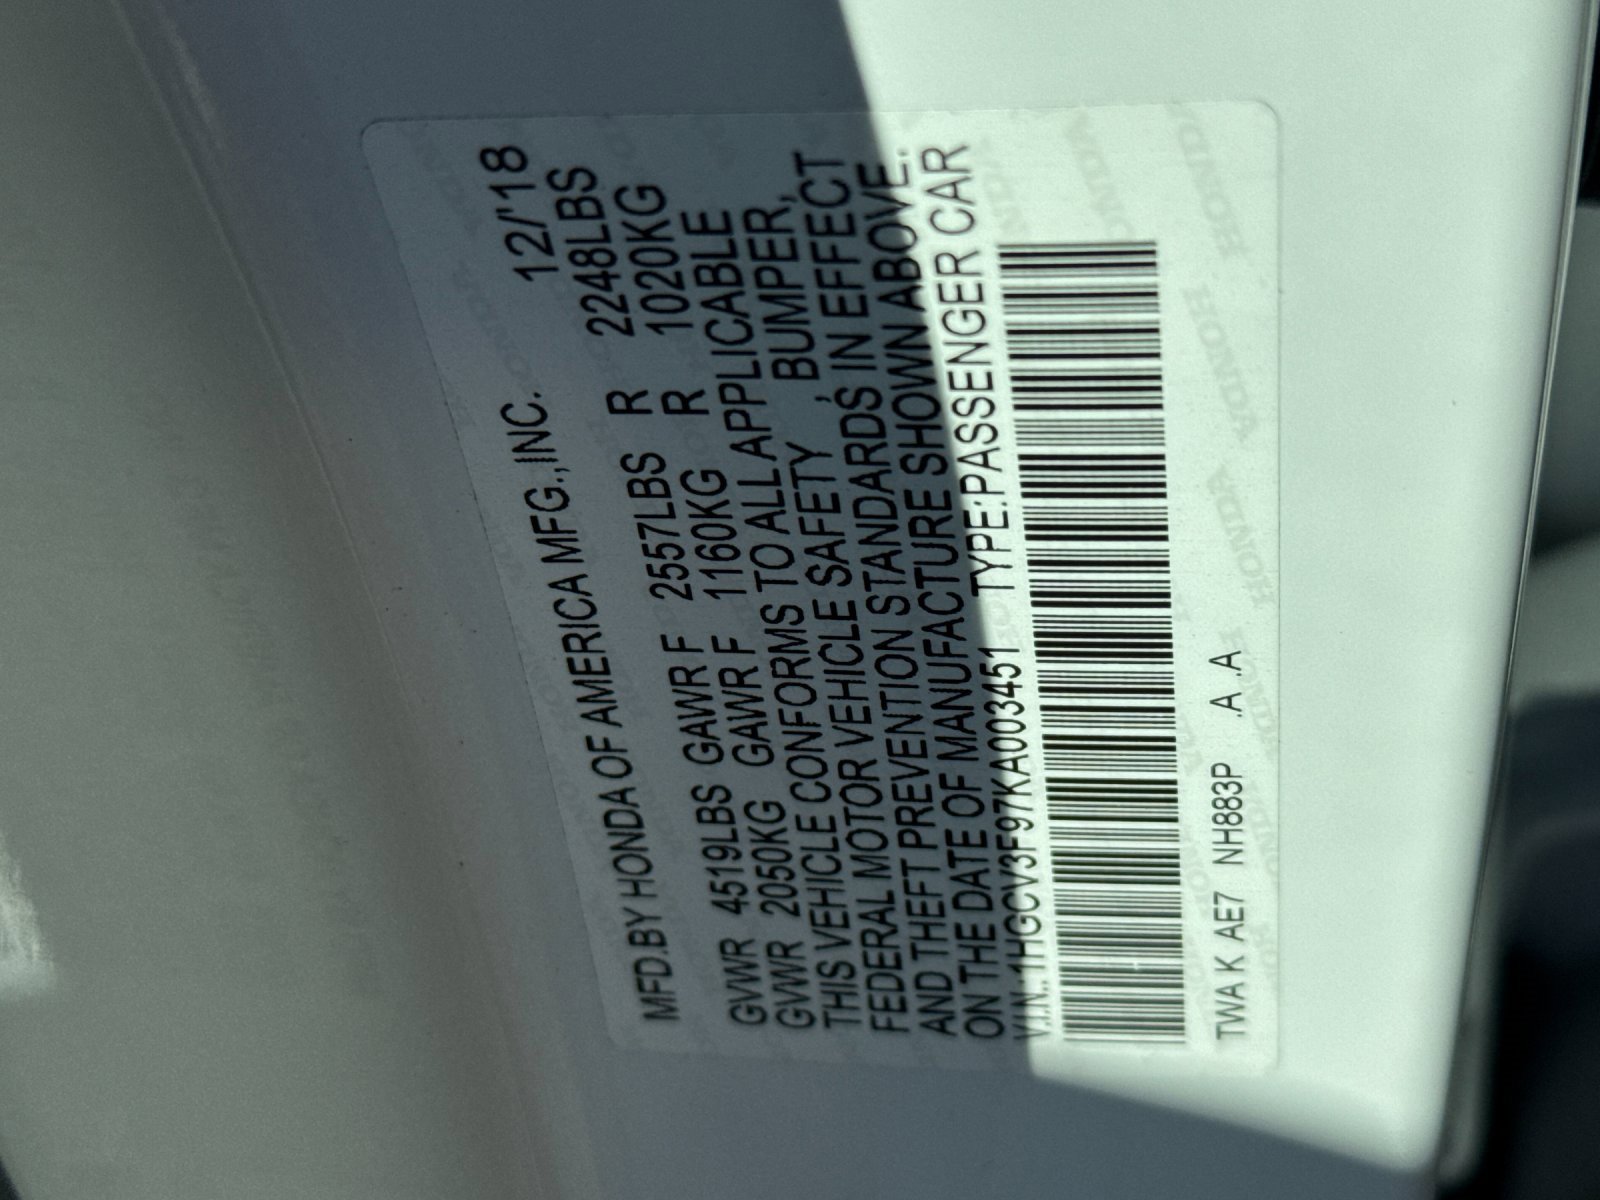 MFD.BY HONDA OF AMERICA MFG.,INC. 12/'18
GVWR 4519LBS GAWR F 2557LBS R 2248LBS
GVWR 2050KG GAWR F 1160KG R 1020KG
THIS VEHICLE CONFORMS TO ALL APPLICABLE
FEDERAL MOTOR VEHICLE SAFETY , BUMPER,
AND THEFT PREVENTION STANDARDS IN EFFECT
ON THE DATE OF MANUFACTURE SHOWN ABOVE.
V.I.N.:1HGCV3F97KA003451 TYPE:PASSENGER CAR
TWA K AE7 NH883P .A .A